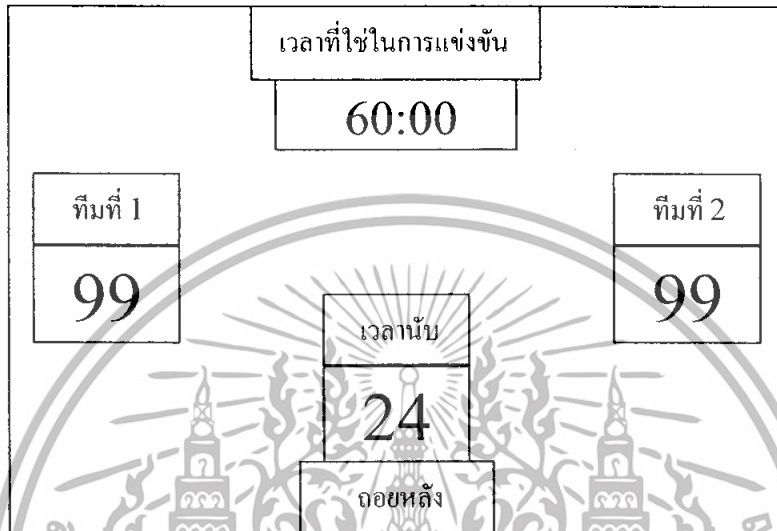 เวลาที่ใช่ในการแข่งขัน
60:00
ทีมที่ 1
ทีมที่ 2
99
99
เวลานับ
24
ถอยหลัง